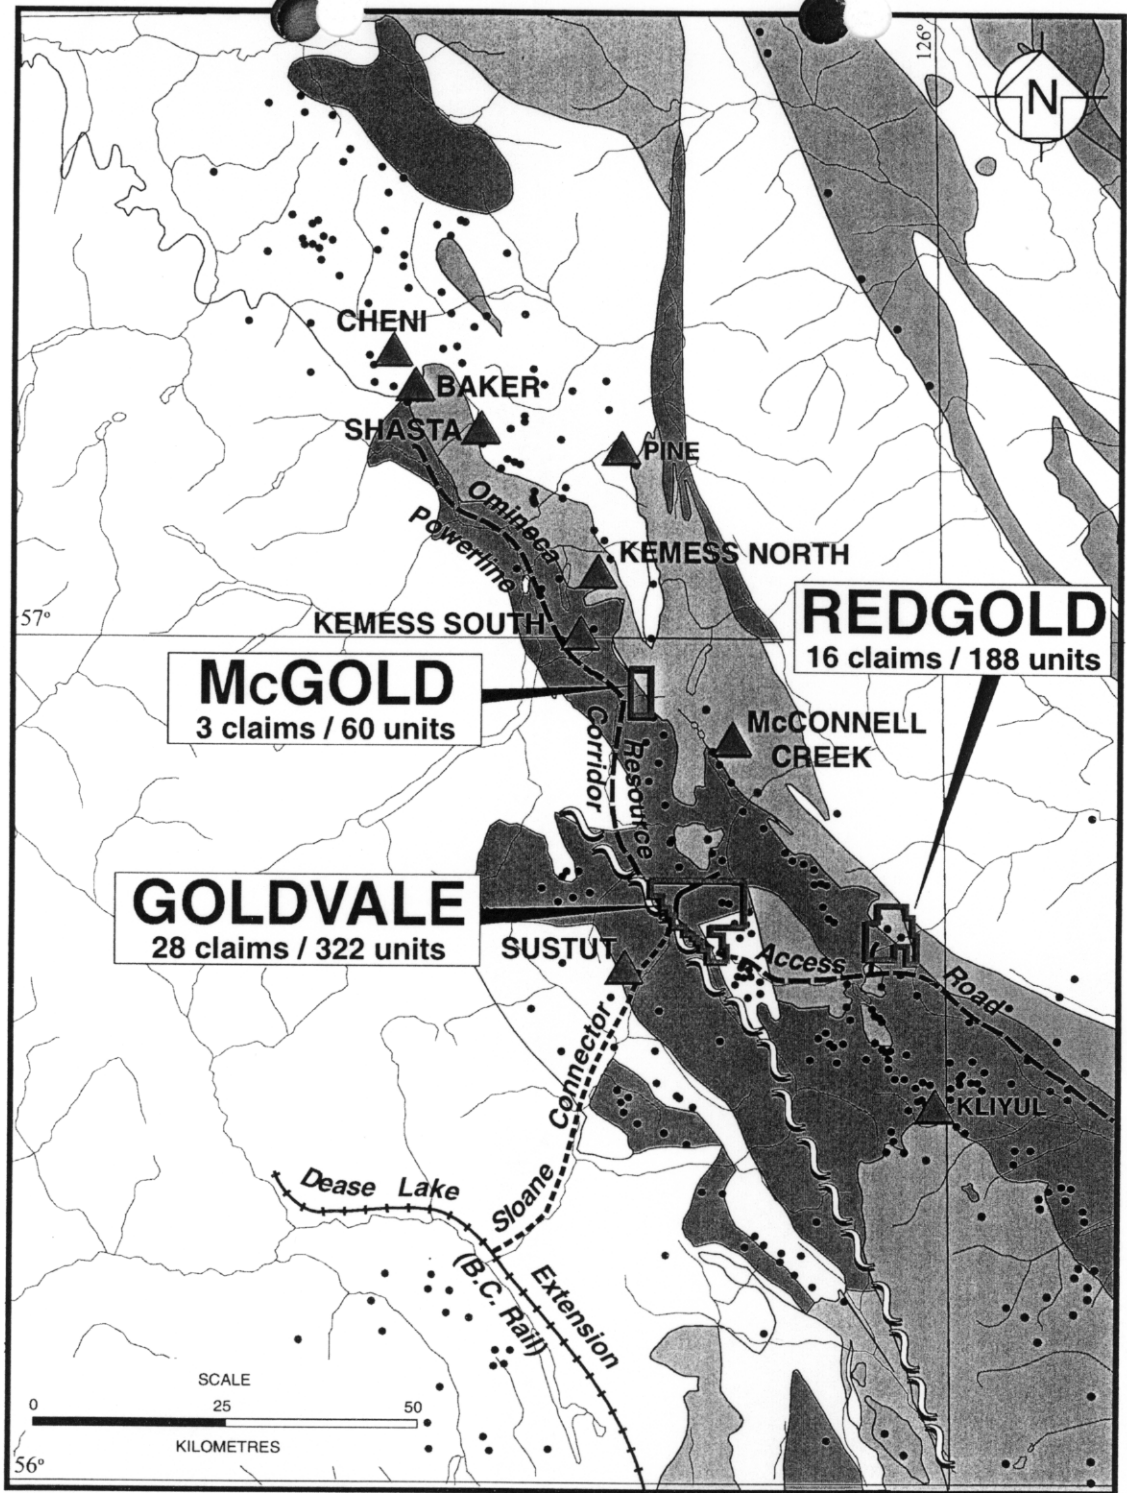 126°
N
CHENI
BAKER
SHASTA
PINE
Omineca
Powerline
KEMESS NORTH
57°
KEMESS SOUTH
REDGOLD
16 claims / 188 units
McGOLD
3 claims / 60 units
McCONNELL
CREEK
Corridor
Resource
GOLDVALE
28 claims / 322 units
SUSTUT
Access
Road
Sloane Connector
KLIYUL
Dease Lake
Extension
(B.C. Rail)
SCALE
0 25 50
KILOMETRES
56°